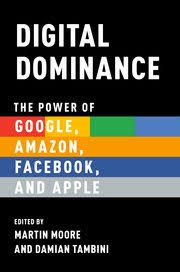 DIGITAL
DOMINANCE
THE POWER OF
GOOGLE,
AMAZON,
FACEBOOK,
AND APPLE
EDITED BY
MARTIN MOORE
AND DAMIAN TAMBINI